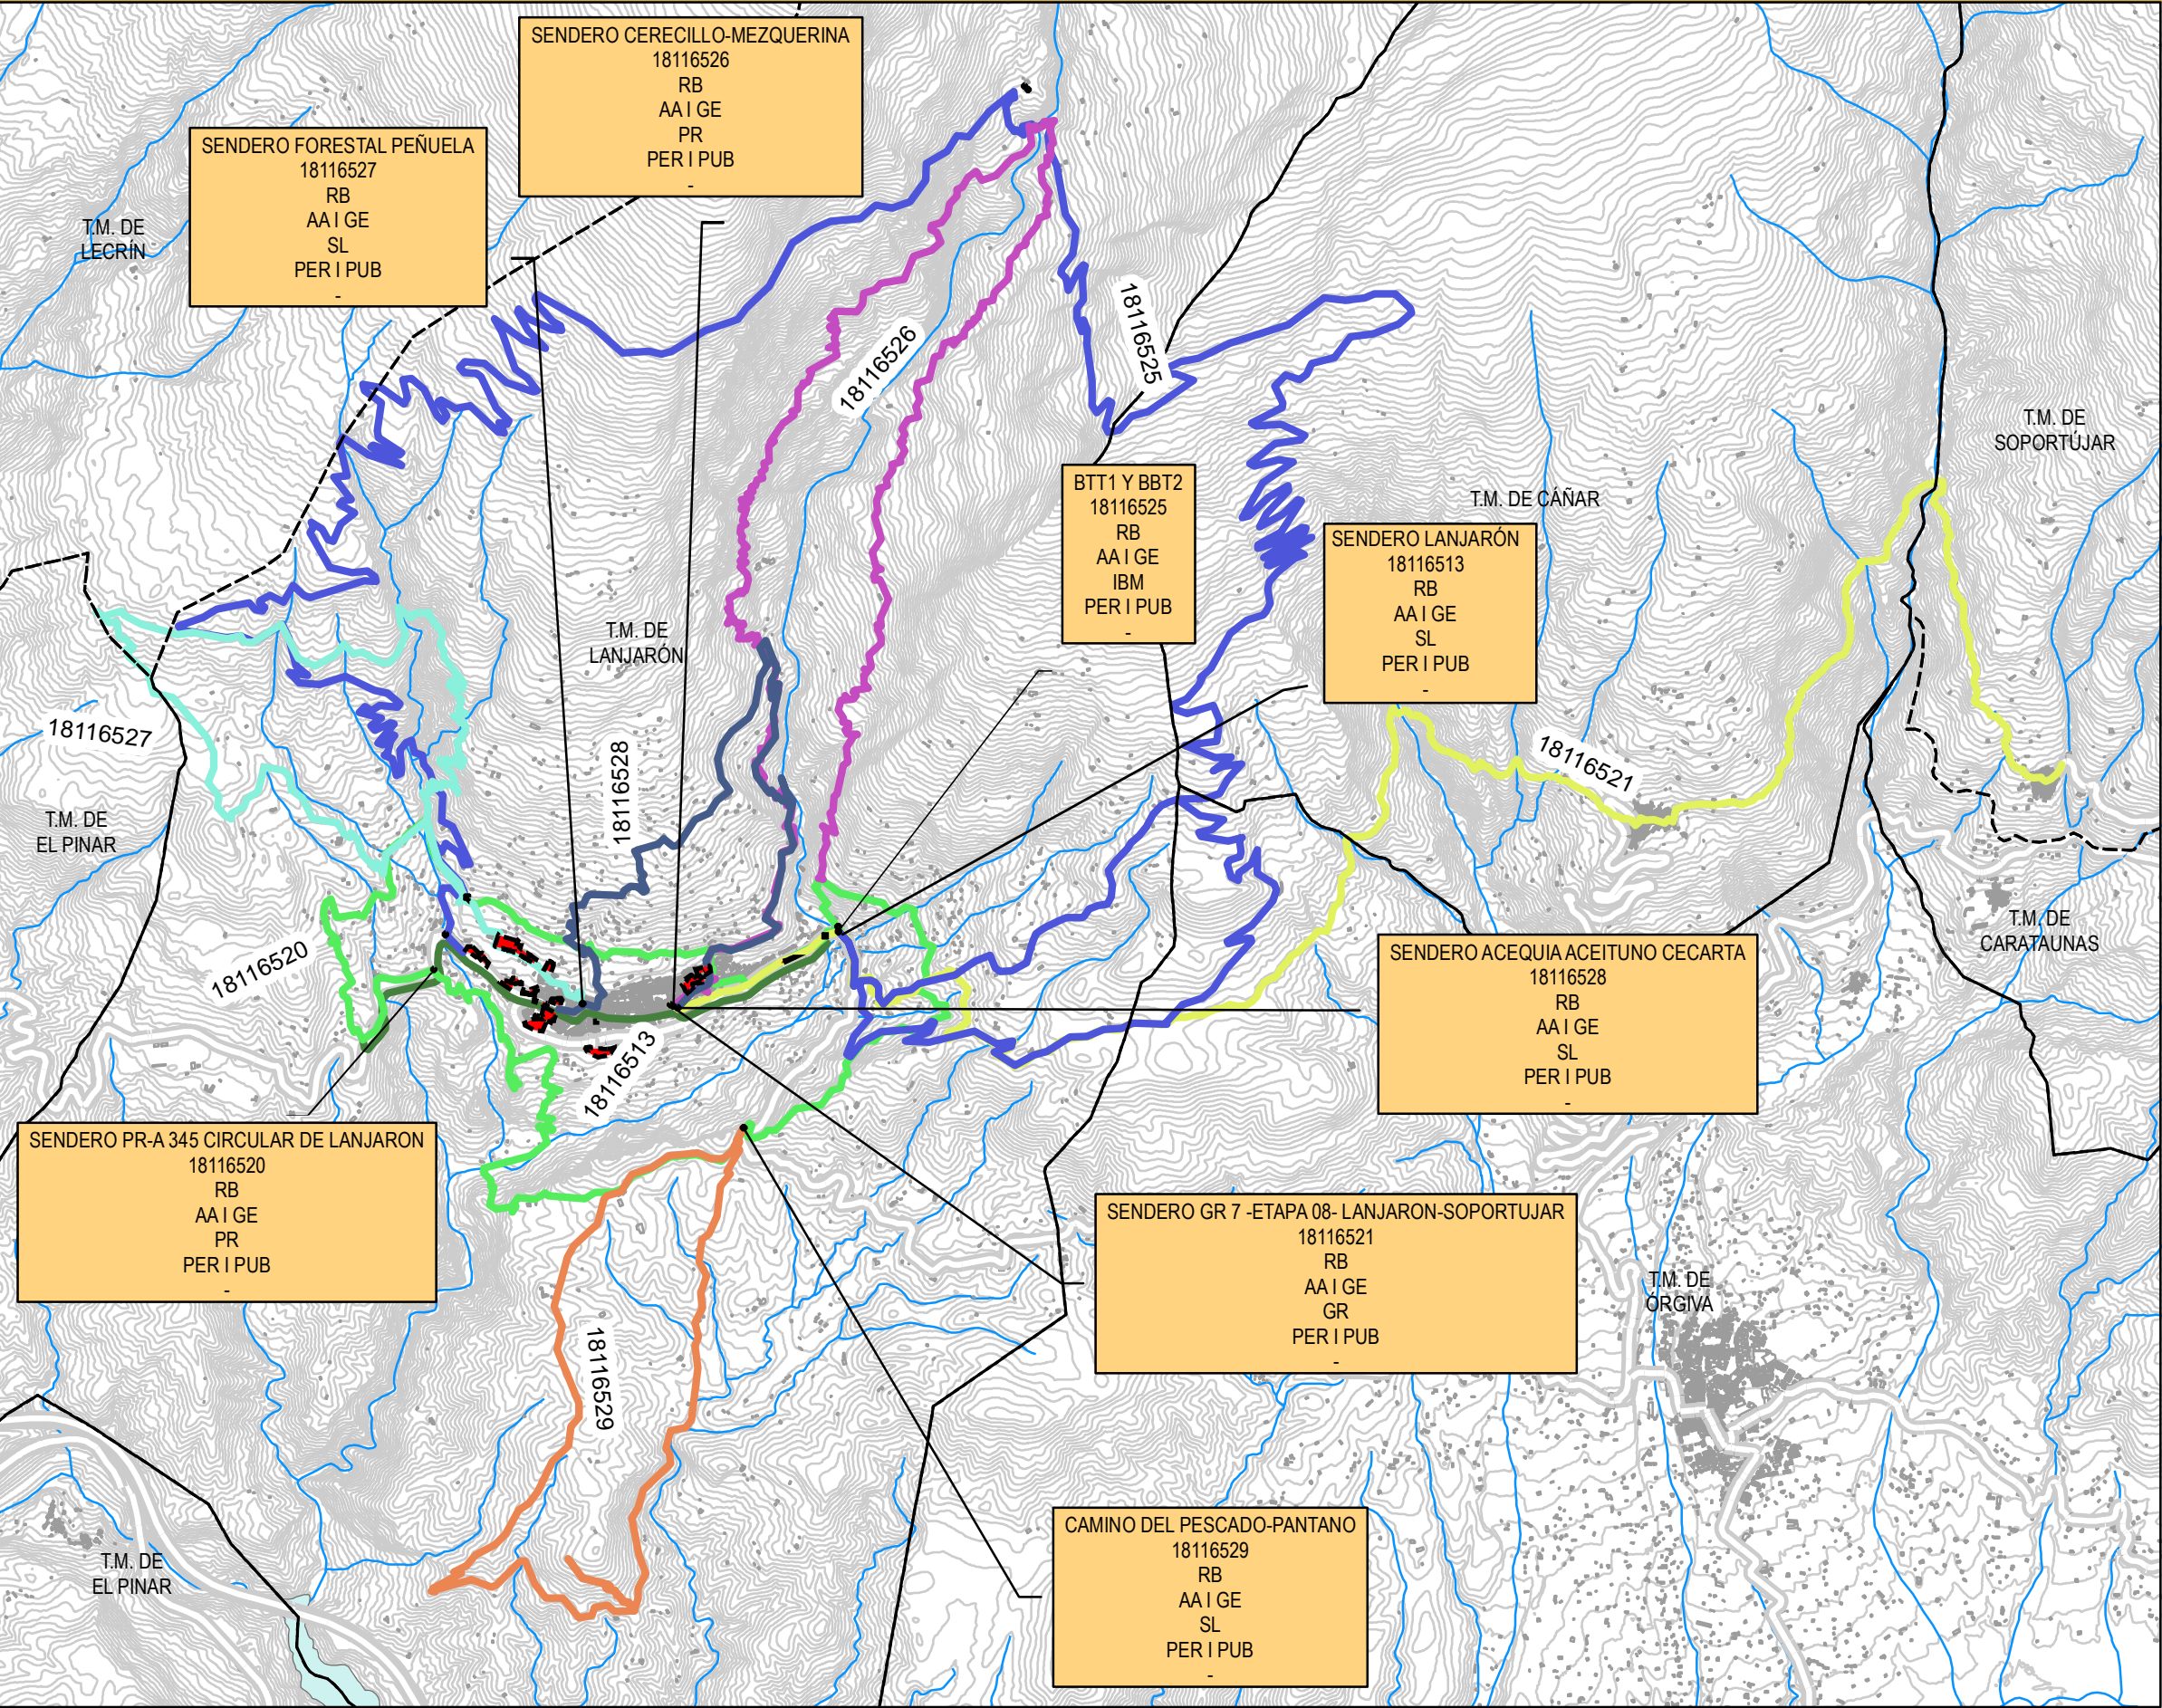 SENDERO CERECILLO-MEZQUERINA
18116526
RB
AA I GE
PR
PER I PUB
-
SENDERO FORESTAL PEÑUELA
18116527
RB
AA I GE
SL
PER I PUB
-
T.M. DE
LECRÍN
18116525
18116526
T.M. DE
SOPORTÚJAR
BTT1 Y BBT2
18116525
RB
AA I GE
IBM
PER I PUB
-
T.M. DE CÁÑAR
SENDERO LANJARÓN
18116513
RB
AA I GE
SL
PER I PUB
-
T.M. DE
LANJARÓN
18116527
18116528
18116521
T.M. DE
EL PINAR
T.M. DE
CARATAUNAS
18116520
SENDERO ACEQUIA ACEITUNO CECARTA
18116528
RB
AA I GE
SL
PER I PUB
-
18116513
SENDERO PR-A 345 CIRCULAR DE LANJARON
18116520
RB
AA I GE
PR
PER I PUB
-
SENDERO GR 7 -ETAPA 08- LANJARON-SOPORTUJAR
18116521
RB
AA I GE
GR
PER I PUB
-
T.M. DE
ÓRGIVA
18116529
CAMINO DEL PESCADO-PANTANO
18116529
RB
AA I GE
SL
PER I PUB
-
T.M. DE
EL PINAR